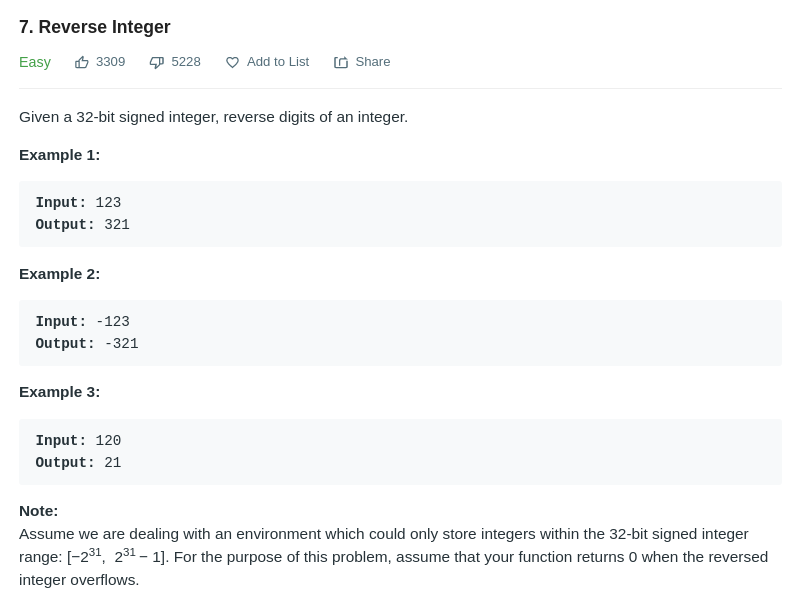 7. Reverse Integer
Easy 3309 5228 Add to List Share
Given a 32-bit signed integer, reverse digits of an integer.
Example 1:
Input: 123
Output: 321
Example 2:
Input: -123
Output: -321
Example 3:
Input: 120
Output: 21
Note:
Assume we are dealing with an environment which could only store integers within the 32-bit signed integer
range: [−2³¹, 2³¹ − 1]. For the purpose of this problem, assume that your function returns 0 when the reversed
integer overflows.